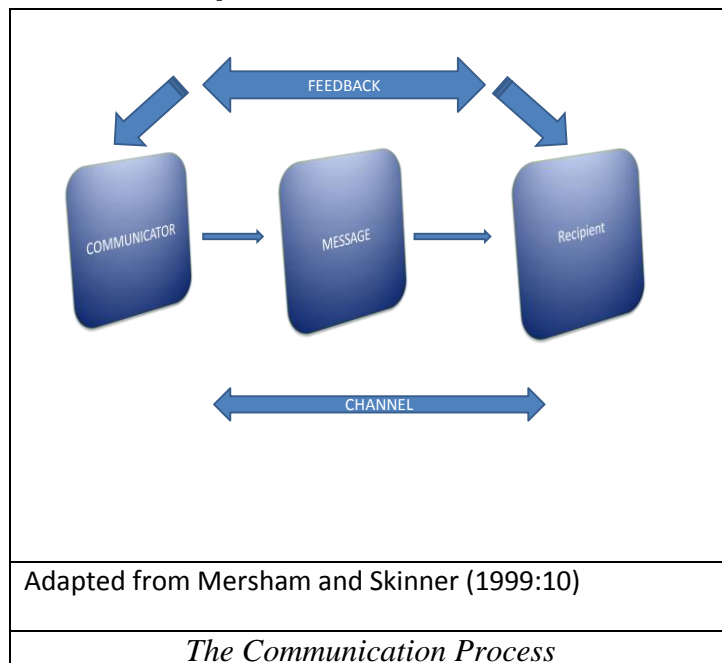 FEEDBACK
COMMUNICATOR
MESSAGE
Recipient
CHANNEL
Adapted from Mersham and Skinner (1999:10)
The Communication Process